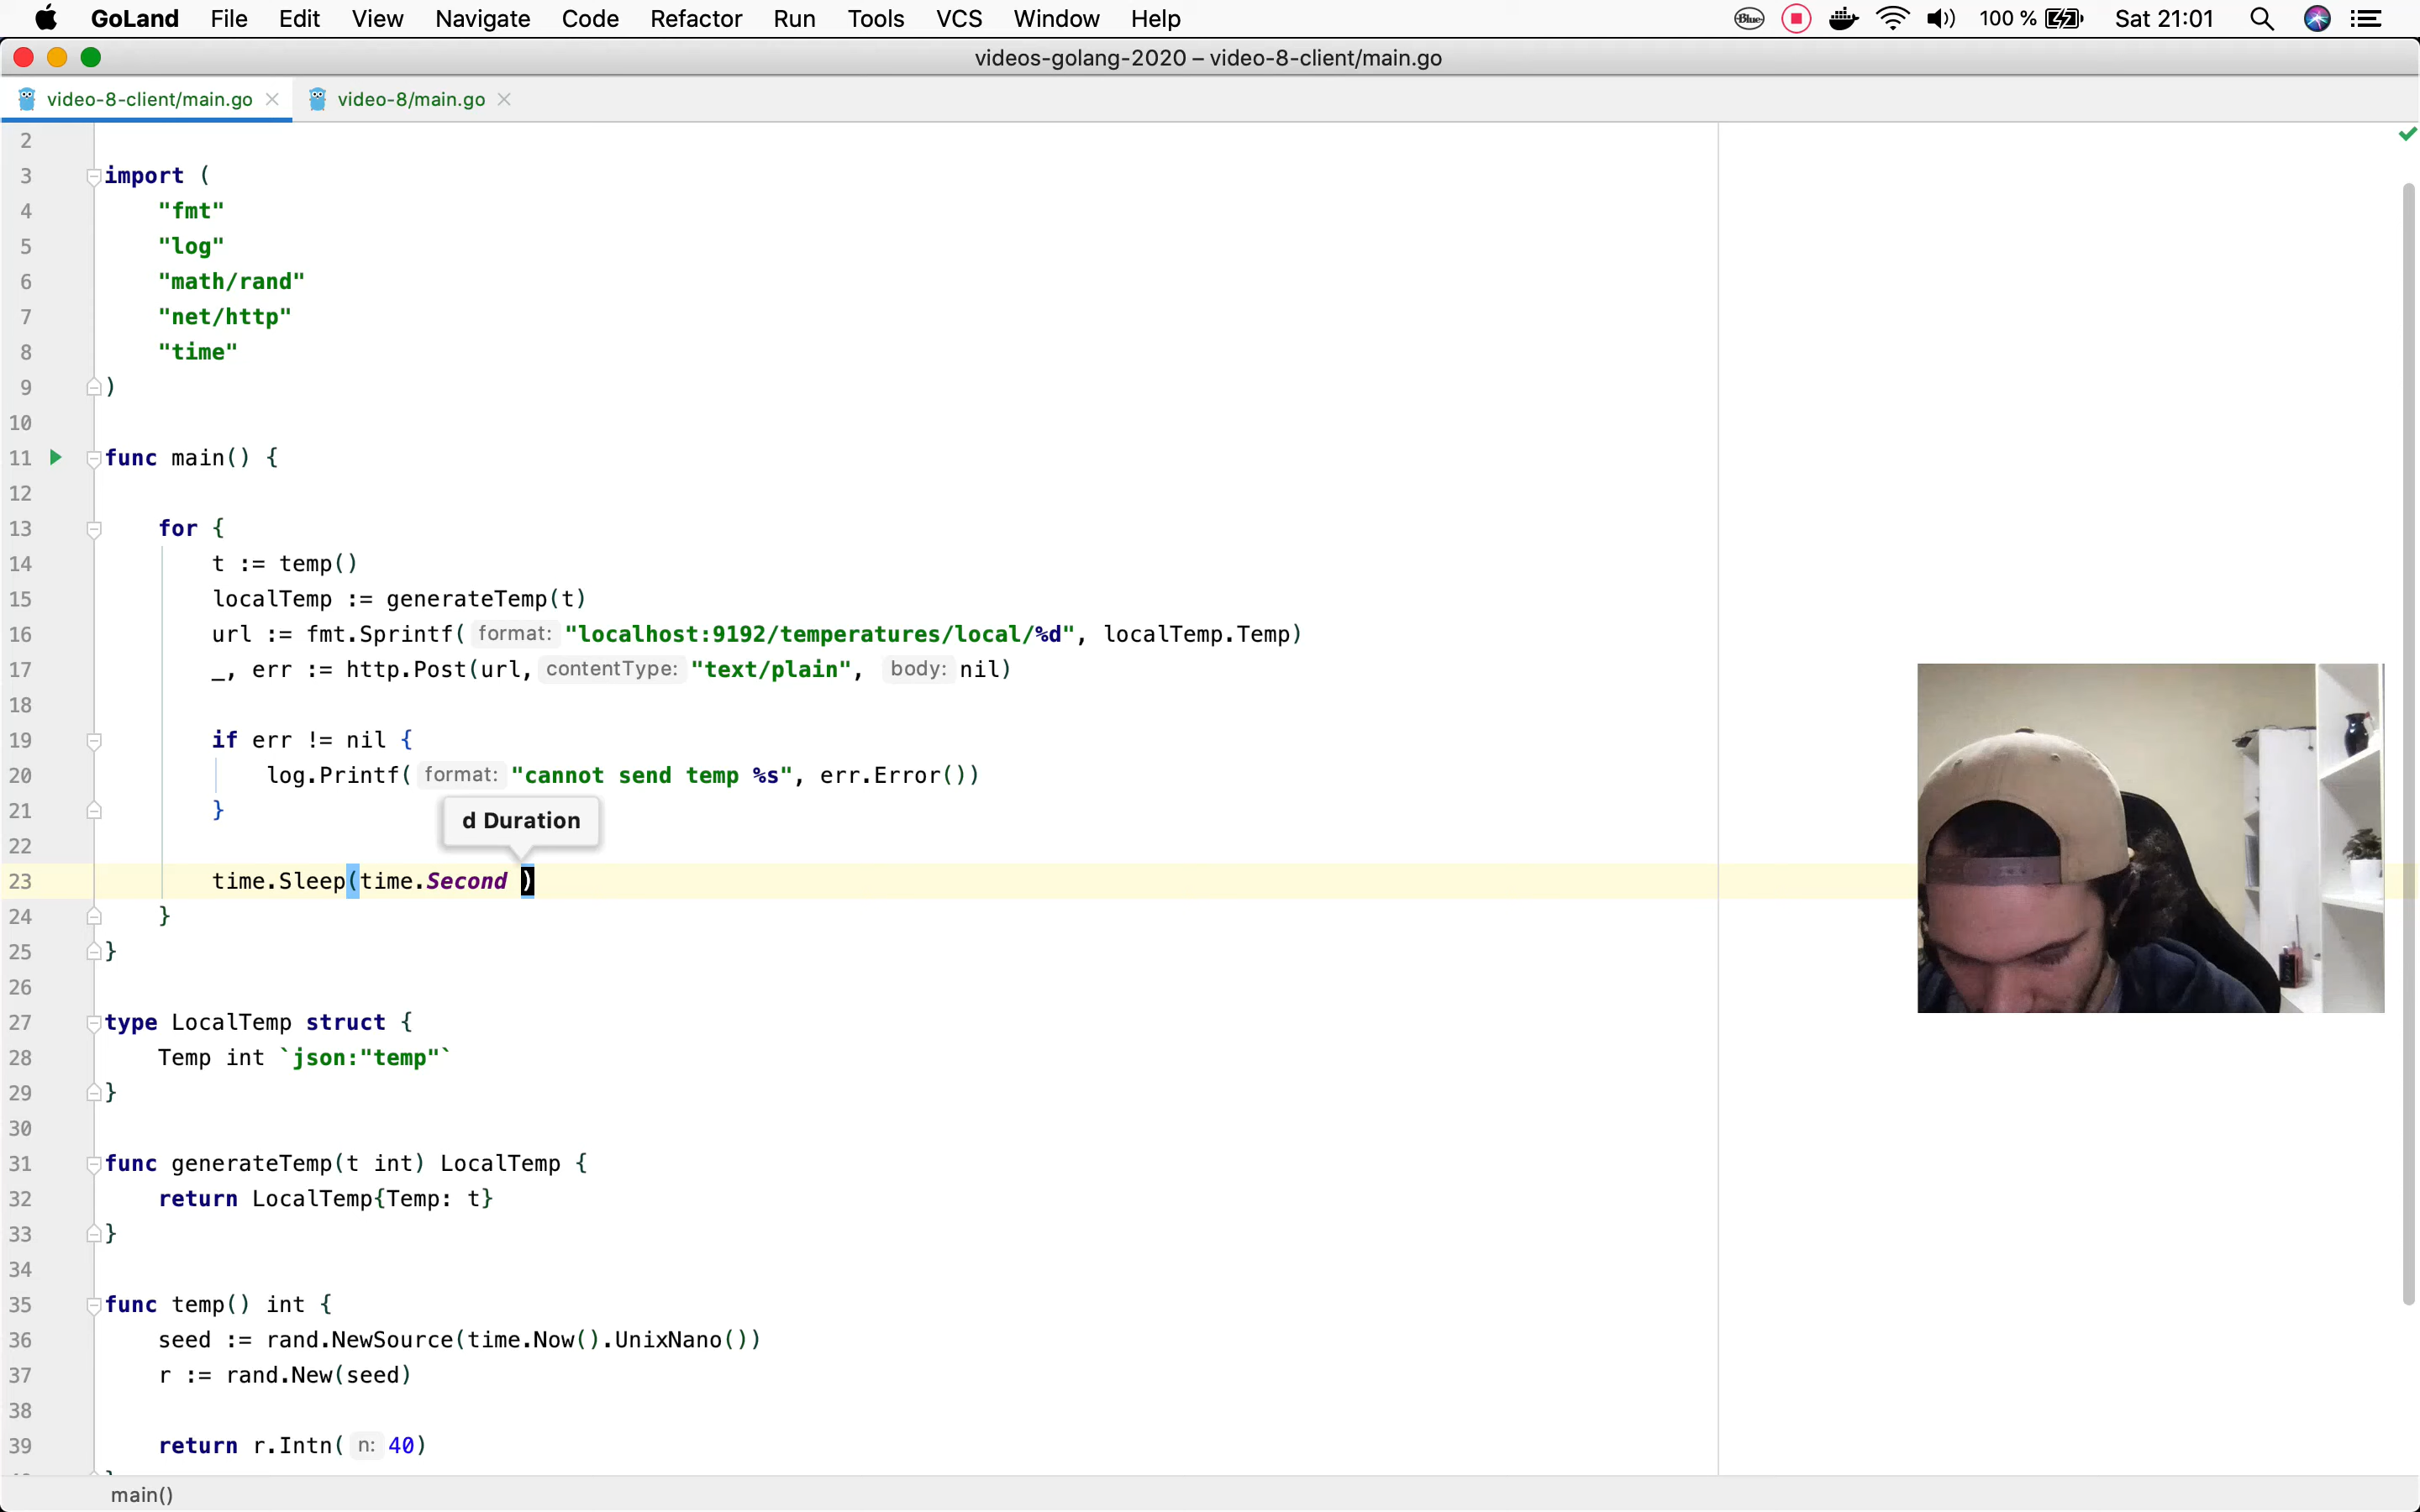 GoLand File Edit View Navigate Code Refactor Run Tools VCS Window Help Blue 100 % Sat 21:01
videos-golang-2020 – video-8-client/main.go
video-8-client/main.go video-8/main.go
2
3 import (
4 "fmt"
5 "log"
6 "math/rand"
7 "net/http"
8 "time"
9 )
10
11 func main() {
12
13 for {
14 t := temp()
15 localTemp := generateTemp(t)
16 url := fmt.Sprintf( format: "localhost:9192/temperatures/local/%d", localTemp.Temp)
17 _, err := http.Post(url, contentType: "text/plain", body: nil)
18
19 if err != nil {
20 log.Printf( format: "cannot send temp %s", err.Error())
21 }
d Duration
22
23 time.Sleep(time.Second )
24 }
25 }
26
27 type LocalTemp struct {
28 Temp int `json:"temp"`
29 }
30
31 func generateTemp(t int) LocalTemp {
32 return LocalTemp{Temp: t}
33 }
34
35 func temp() int {
36 seed := rand.NewSource(time.Now().UnixNano())
37 r := rand.New(seed)
38
39 return r.Intn( n: 40)
main()